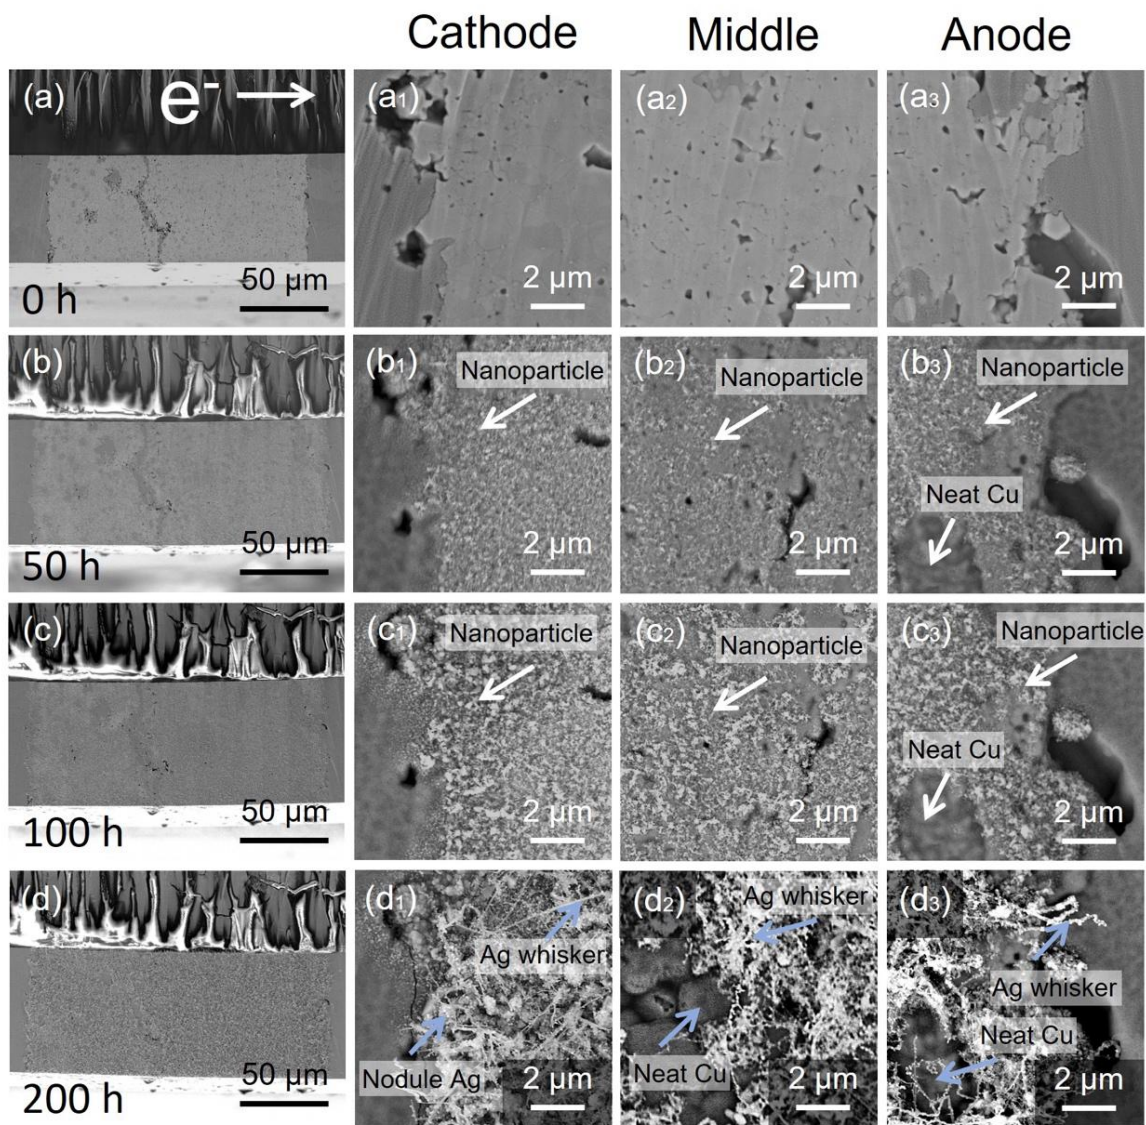 Cathode Middle Anode
(a) e⁻ (a₁) (a₂) (a₃)
50 µm 2 µm 2 µm 2 µm
0 h
(b) (b₁) (b₂) (b₃)
Nanoparticle Nanoparticle Nanoparticle
Neat Cu
50 µm 2 µm 2 µm 2 µm
50 h
(c) (c₁) (c₂) (c₃)
Nanoparticle Nanoparticle Nanoparticle
Neat Cu
50 µm 2 µm 2 µm 2 µm
100 h
(d) (d₁) (d₂) (d₃)
Ag whisker
Ag whisker
Ag whisker
Neat Cu
50 µm 2 µm 2 µm 2 µm
Nodule Ag Neat Cu
200 h